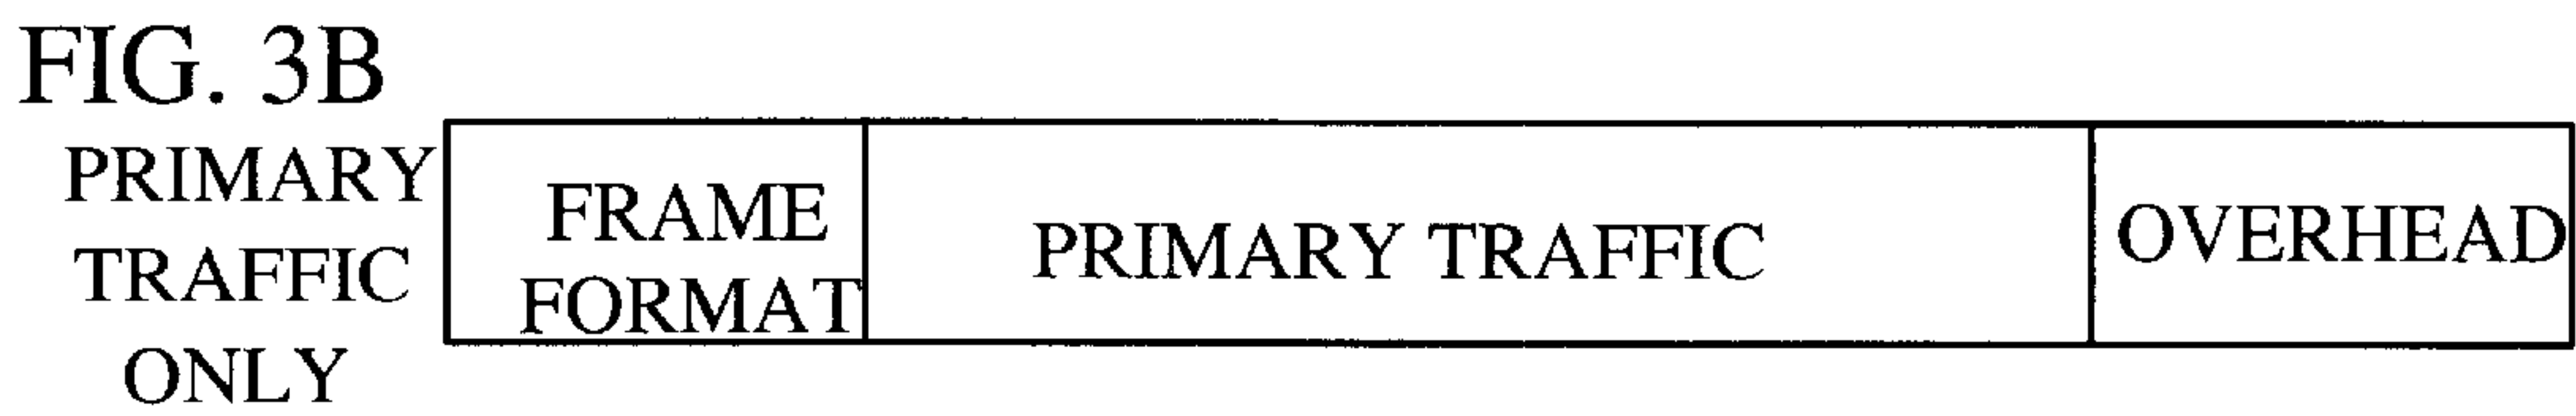 FIG. 3B
PRIMARY
TRAFFIC
ONLY
FRAME
FORMAT
PRIMARY TRAFFIC
OVERHEAD